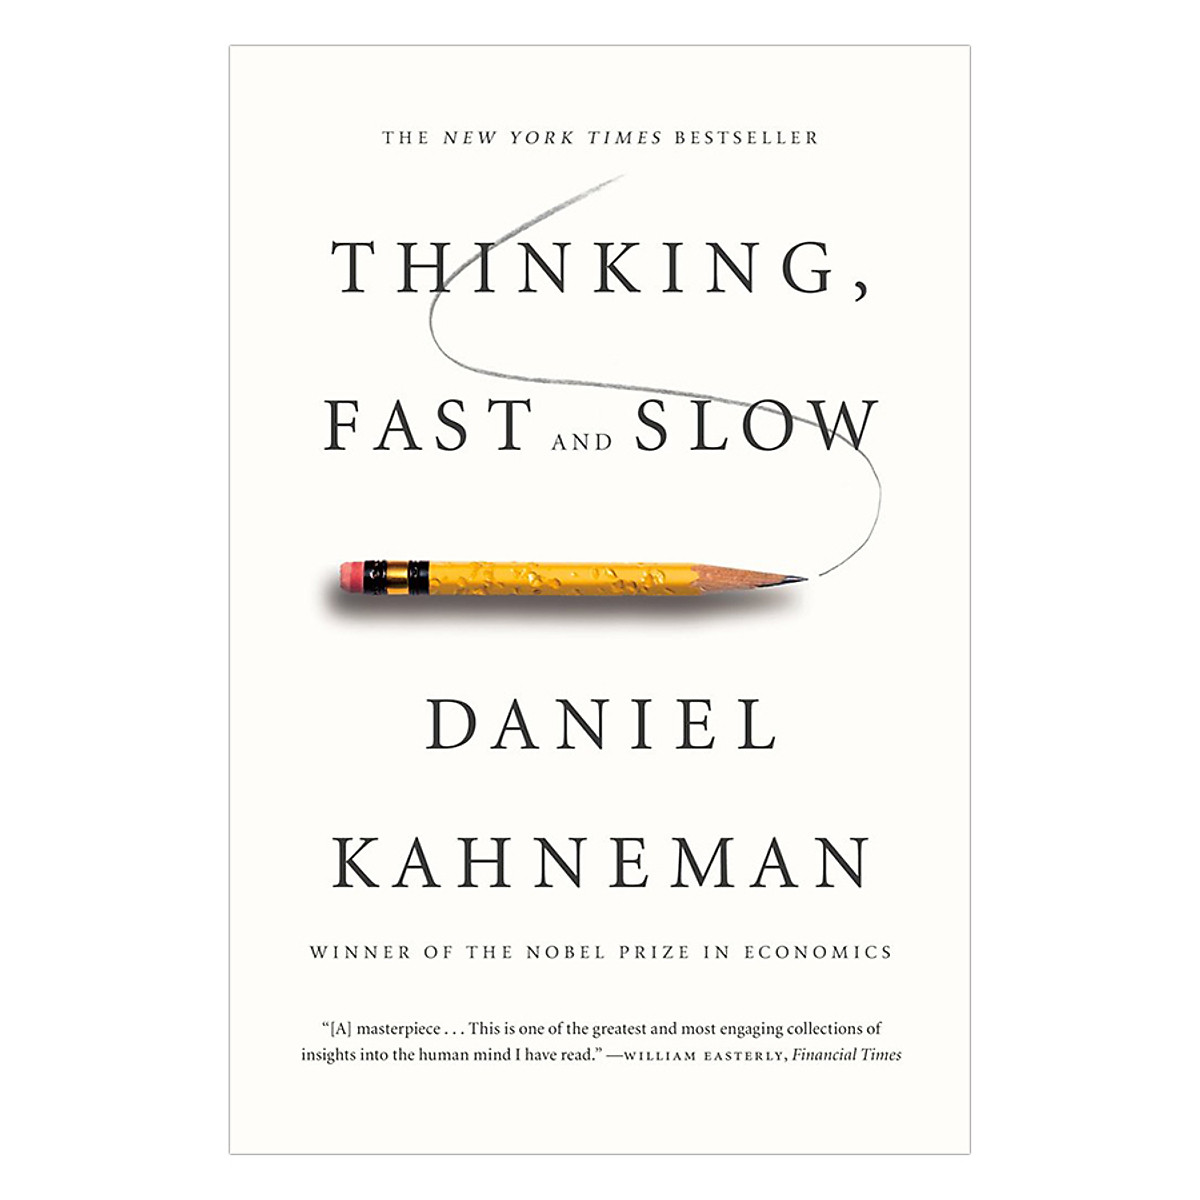 THE NEW YORK TIMES BESTSELLER
THINKING,
FAST AND SLOW
DANIEL
KAHNEMAN
WINNER OF THE NOBEL PRIZE IN ECONOMICS
“[A] masterpiece . . . This is one of the greatest and most engaging collections of
insights into the human mind I have read.” —WILLIAM EASTERLY, Financial Times